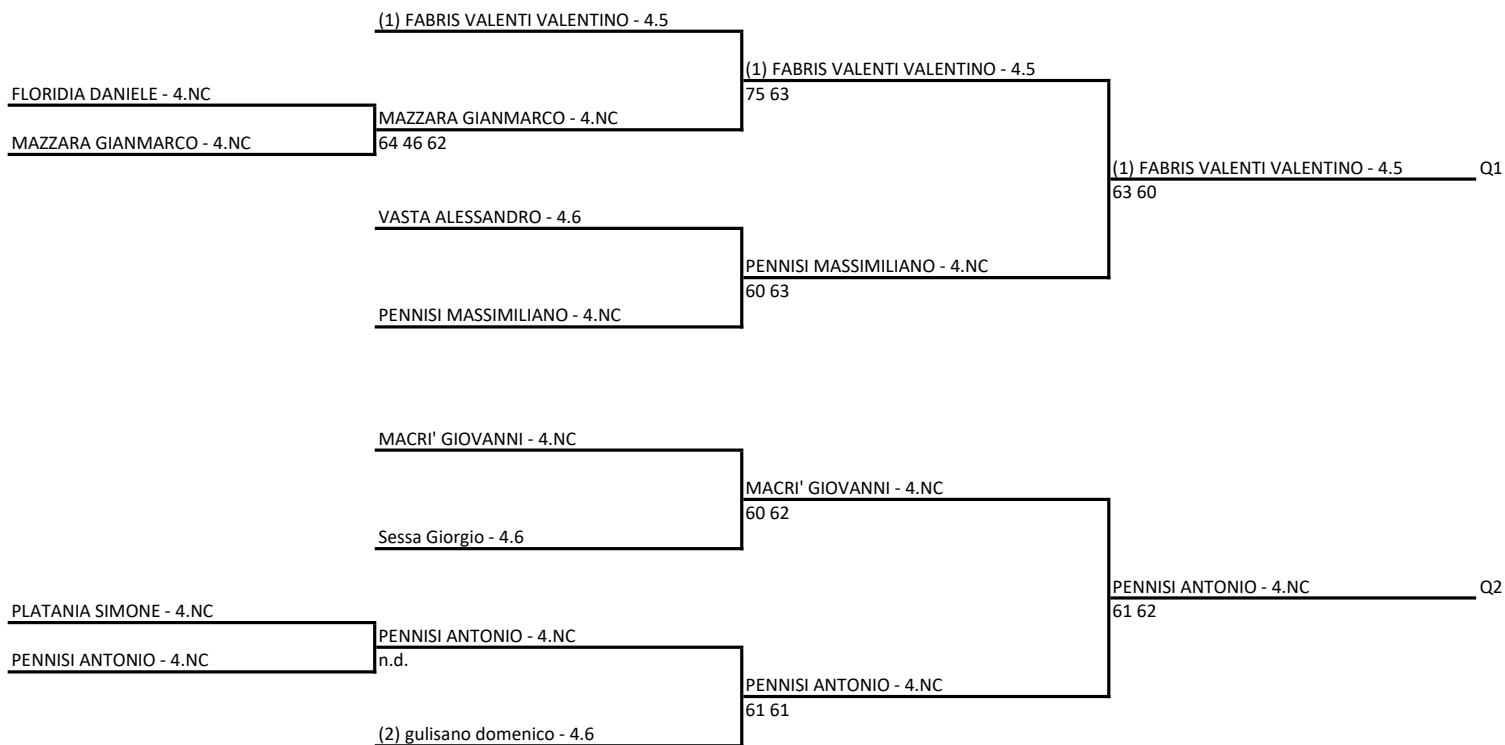 (1) FABRIS VALENTI VALENTINO - 4.5
(1) FABRIS VALENTI VALENTINO - 4.5
75 63
FLORIDIA DANIELE - 4.NC
MAZZARA GIANMARCO - 4.NC
64 46 62
MAZZARA GIANMARCO - 4.NC
(1) FABRIS VALENTI VALENTINO - 4.5 Q1
63 60
VASTA ALESSANDRO - 4.6
PENNISI MASSIMILIANO - 4.NC
60 63
PENNISI MASSIMILIANO - 4.NC
MACRI' GIOVANNI - 4.NC
MACRI' GIOVANNI - 4.NC
60 62
Sessa Giorgio - 4.6
PENNISI ANTONIO - 4.NC Q2
61 62
PLATANIA SIMONE - 4.NC
PENNISI ANTONIO - 4.NC
n.d.
PENNISI ANTONIO - 4.NC
PENNISI ANTONIO - 4.NC
61 61
(2) gulisano domenico - 4.6